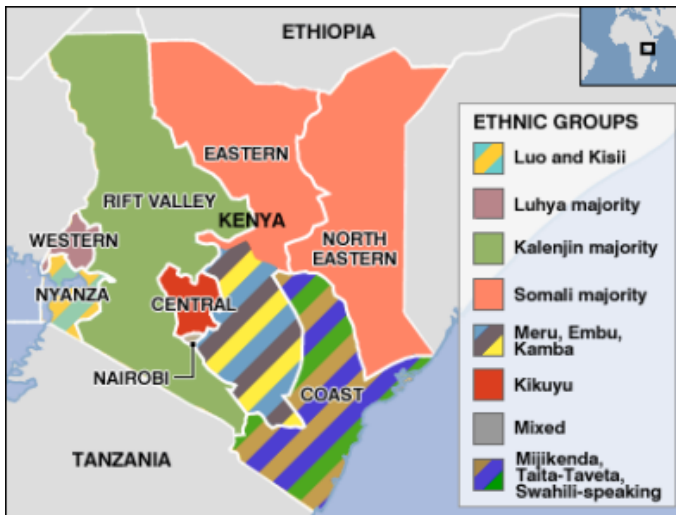 ETHIOPIA
EASTERN
RIFT VALLEY
KENYA
WESTERN
NORTH
EASTERN
NYANZA
CENTRAL
NAIROBI
COAST
TANZANIA
ETHNIC GROUPS
Luo and Kisii
Luhya majority
Kalenjin majority
Somali majority
Meru, Embu,
Kamba
Kikuyu
Mixed
Mijikenda,
Taita-Taveta,
Swahili-speaking